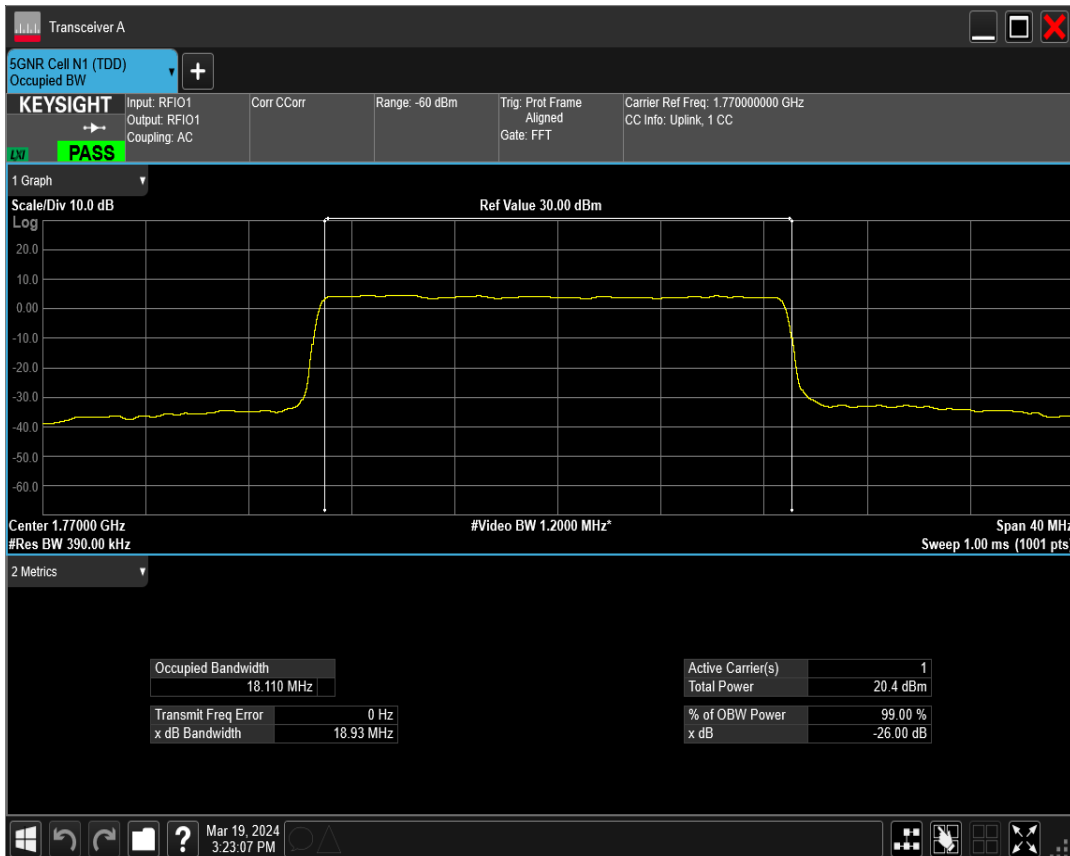 Transceiver A
5GNR Cell N1 (TDD)
Occupied BW
+
KEYSIGHT
LXI
PASS
Input: RFIO1
Output: RFIO1
Coupling: AC
Corr CCorr
Range: -60 dBm
Trig: Prot Frame
Aligned
Gate: FFT
Carrier Ref Freq: 1.770000000 GHz
CC Info: Uplink, 1 CC
1 Graph
Scale/Div 10.0 dB
Ref Value 30.00 dBm
Log
20.0
10.0
0.00
-10.0
-20.0
-30.0
-40.0
-50.0
-60.0
Center 1.77000 GHz
#Video BW 1.2000 MHz*
Span 40 MHz
#Res BW 390.00 kHz
Sweep 1.00 ms (1001 pts)
2 Metrics
Occupied Bandwidth
18.110 MHz
Transmit Freq Error 0 Hz
x dB Bandwidth 18.93 MHz
Active Carrier(s) 1
Total Power 20.4 dBm
% of OBW Power 99.00 %
x dB -26.00 dB
?
Mar 19, 2024
3:23:07 PM